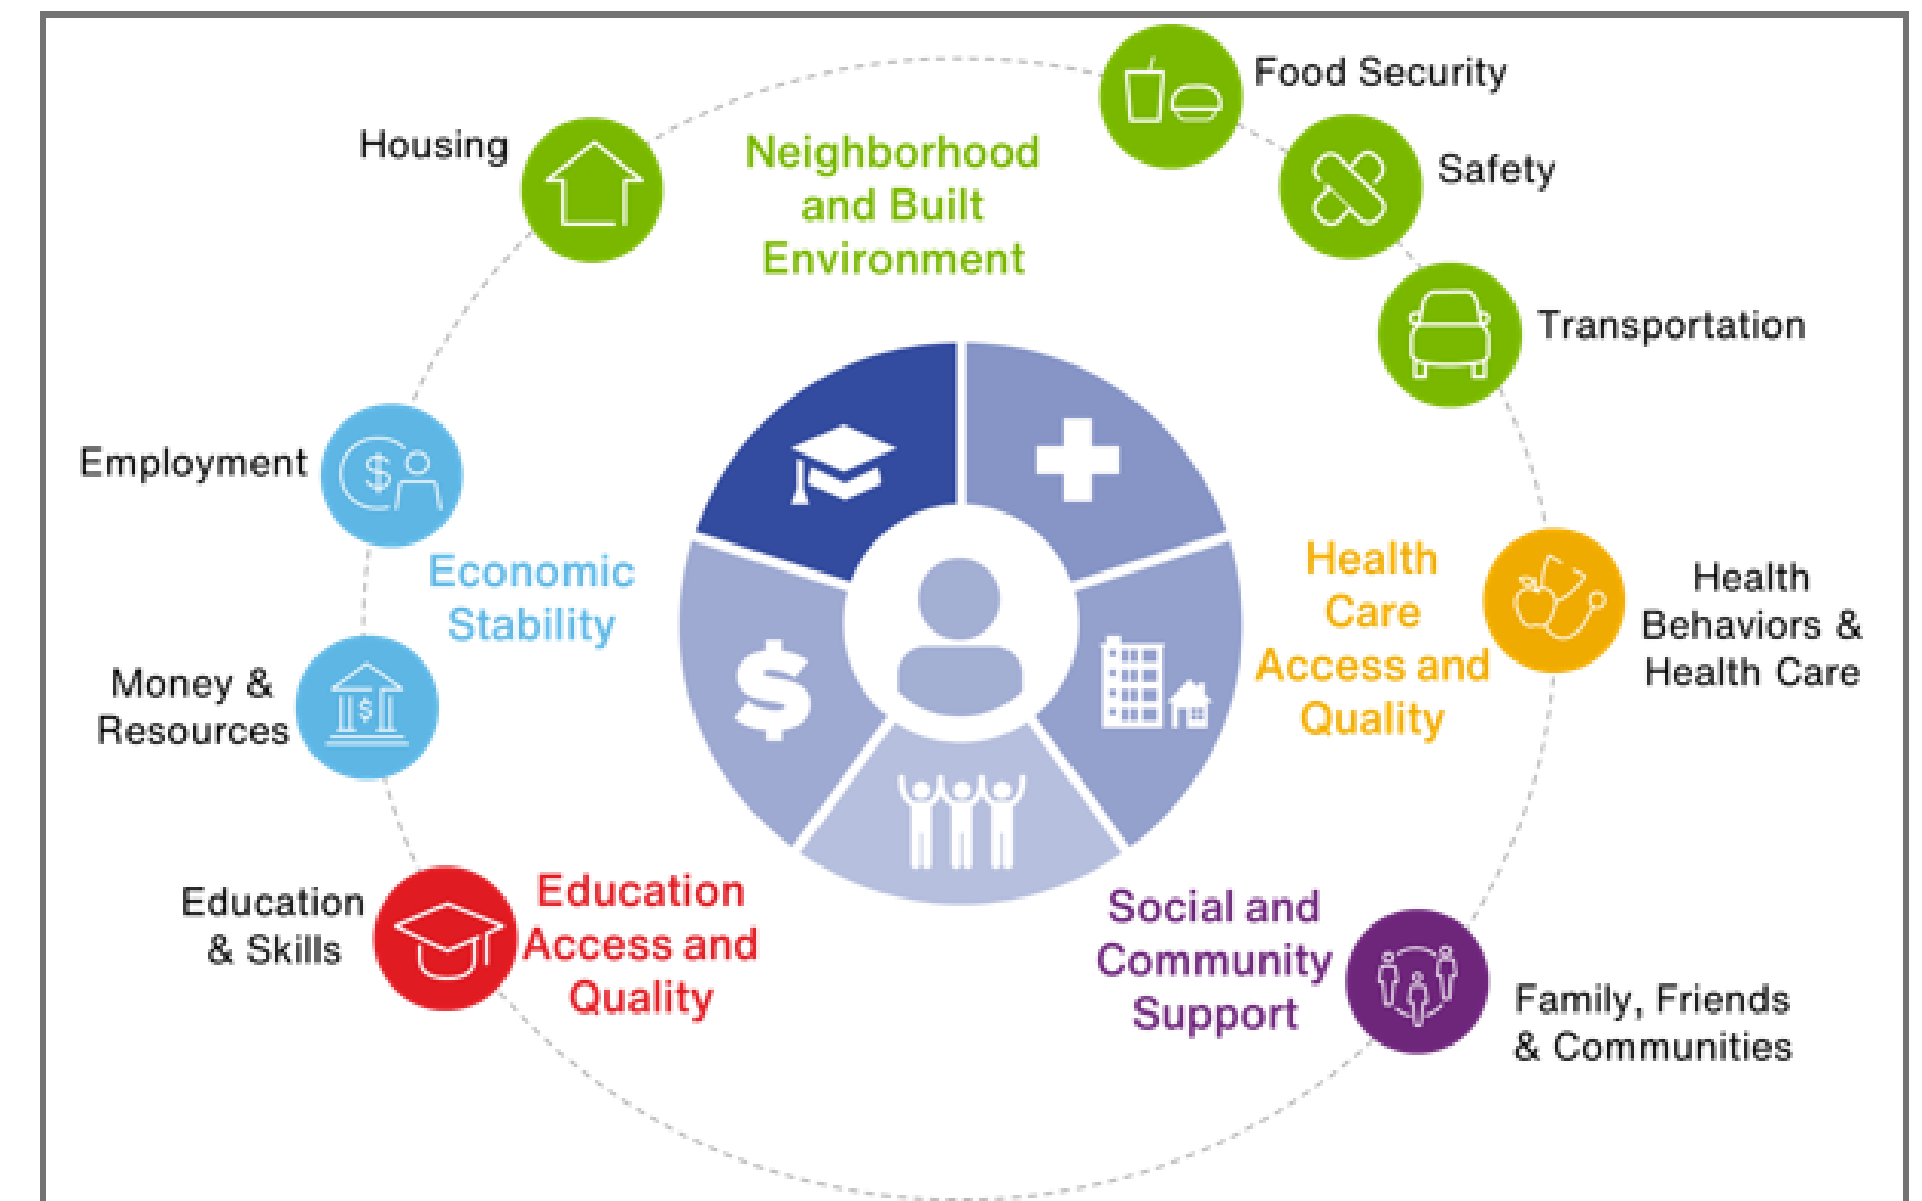 Food Security
Housing
Neighborhood
and Built
Environment
Safety
Transportation
Employment
Economic
Stability
$
$
Health
Care
Access and
Quality
Health
Behaviors &
Health Care
Money &
Resources
$
Education
& Skills
Education
Access and
Quality
Social and
Community
Support
Family, Friends
& Communities